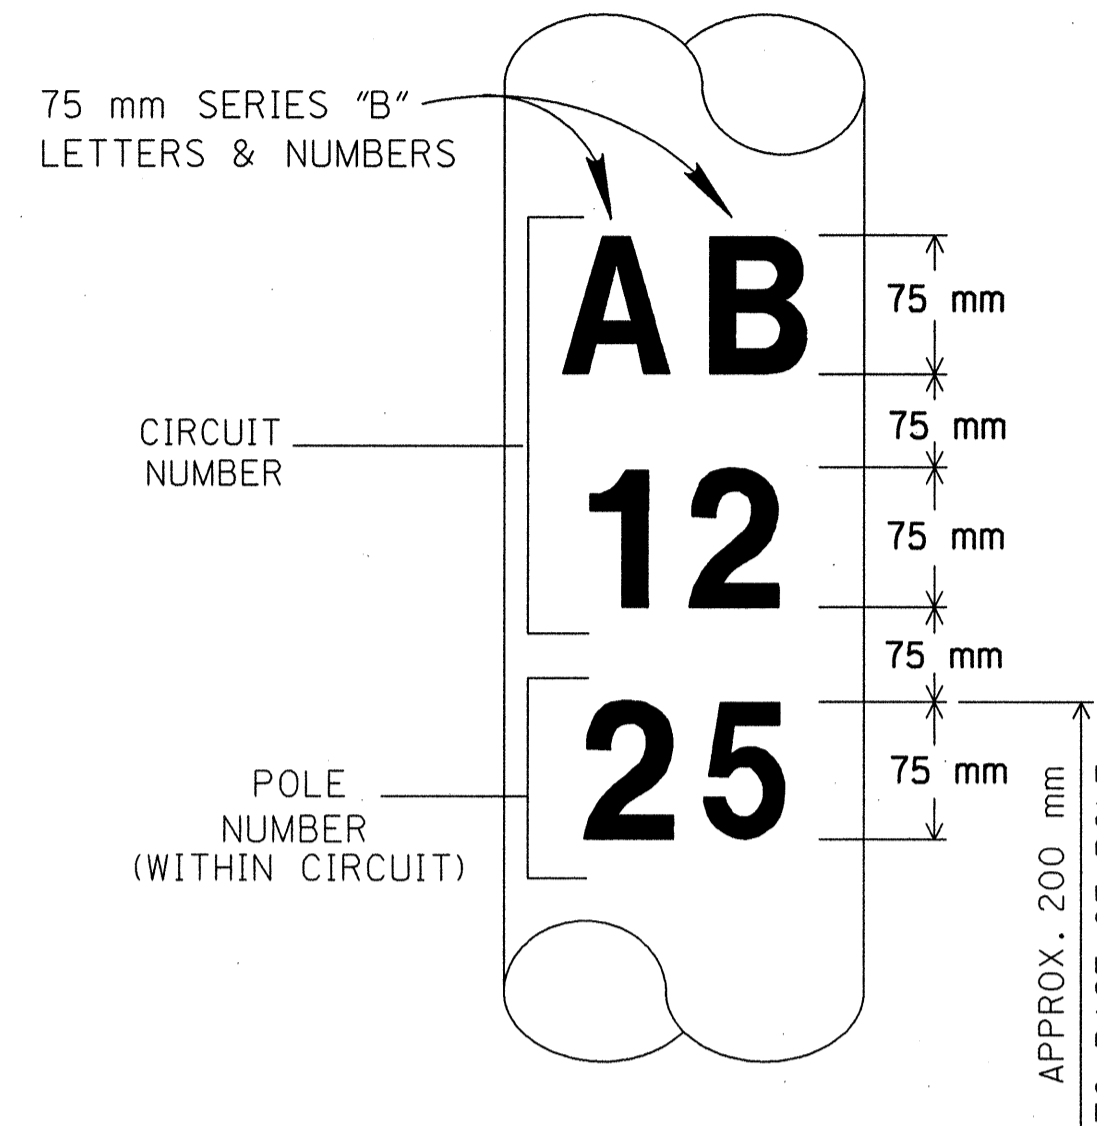 75 mm SERIES "B"
LETTERS & NUMBERS
AB
75 mm
75 mm
CIRCUIT
NUMBER
12
75 mm
75 mm
25
75 mm
POLE
NUMBER
(WITHIN CIRCUIT)
APPROX. 200 mm